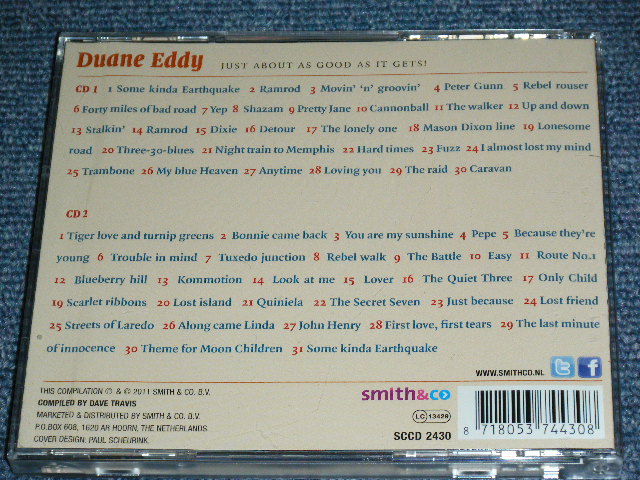 Duane Eddy JUST ABOUT AS GOOD AS IT GETS!
CD 1 1 Some kinda Earthquake 2 Ramrod 3 Movin' 'n' groovin' 4 Peter Gunn 5 Rebel rouser
6 Forty miles of bad road 7 Yep 8 Shazam 9 Pretty Jane 10 Cannonball 11 The walker 12 Up and down
13 Stalkin' 14 Ramrod 15 Dixie 16 Detour 17 The lonely one 18 Mason Dixon line 19 Lonesome
road 20 Three-30-blues 21 Night train to Memphis 22 Hard times 23 Fuzz 24 I almost lost my mind
25 Trambone 26 My blue Heaven 27 Anytime 28 Loving you 29 The raid 30 Caravan
CD 2
1 Tiger love and turnip greens 2 Bonnie came back 3 You are my sunshine 4 Pepe 5 Because they're
young 6 Trouble in mind 7 Tuxedo junction 8 Rebel walk 9 The Battle 10 Easy 11 Route No.1
12 Blueberry hill 13 Kommotion 14 Look at me 15 Lover 16 The Quiet Three 17 Only Child
19 Scarlet ribbons 20 Lost island 21 Quiniela 22 The Secret Seven 23 Just because 24 Lost friend
25 Streets of Laredo 26 Along came Linda 27 John Henry 28 First love, first tears 29 The last minute
of innocence 30 Theme for Moon Children 31 Some kinda Earthquake
WWW.SMITHCO.NL
THIS COMPILATION ℗ & © 2011 SMITH & CO. B.V.
COMPILED BY DAVE TRAVIS
MARKETED & DISTRIBUTED BY SMITH & CO. B.V.
P.O.BOX 608, 1620 AR HOORN, THE NETHERLANDS.
COVER DESIGN: PAUL SCHEURINK.
smith&co
LC 13429
SCCD 2430
8 718053 744308